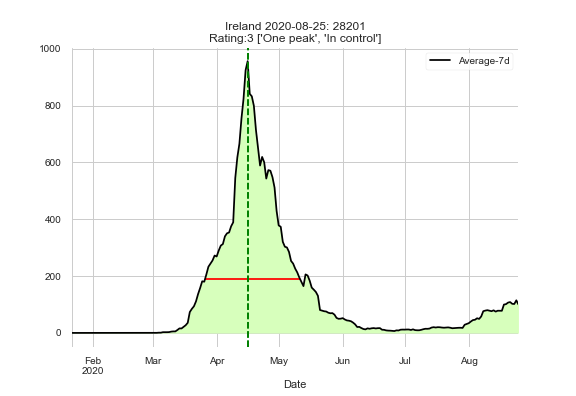 Ireland 2020-08-25: 28201
Rating:3 ['One peak', 'In control']
Average-7d
1000
800
600
400
200
0
Feb Mar Apr May Jun Jul Aug
2020
Date